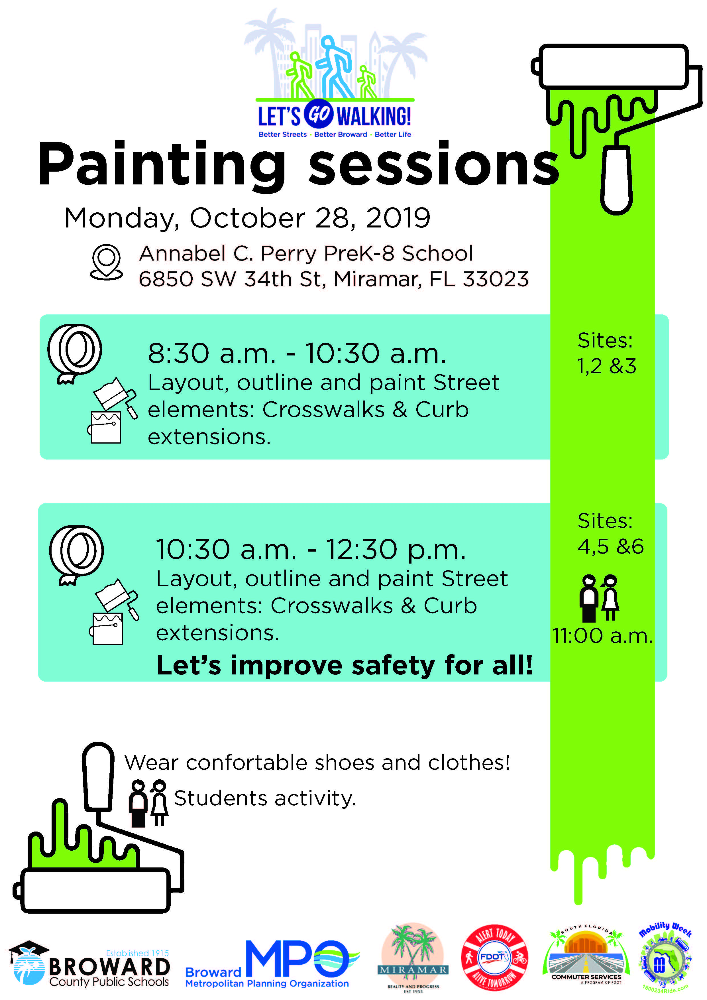 LET'S GO WALKING!
Better Streets • Better Broward • Better Life
Painting sessions
Monday, October 28, 2019
Annabel C. Perry PreK-8 School
6850 SW 34th St, Miramar, FL 33023
8:30 a.m. - 10:30 a.m.
Layout, outline and paint Street
elements: Crosswalks & Curb
extensions.
Sites:
1,2 &3
10:30 a.m. - 12:30 p.m.
Layout, outline and paint Street
elements: Crosswalks & Curb
extensions.
Let's improve safety for all!
Sites:
4,5 &6
11:00 a.m.
Wear confortable shoes and clothes!
Students activity.
Established 1915
BROWARD
County Public Schools
Broward MPO
Metropolitan Planning Organization
MIRAMAR
BEAUTY AND PROGRESS
EST 1955
ALERT TODAY
FDOT
ALIVE TOMORROW
SOUTH FLORIDA
COMMUTER SERVICES
A PROGRAM OF FDOT
Mobility Week
M
1800234Ride.com